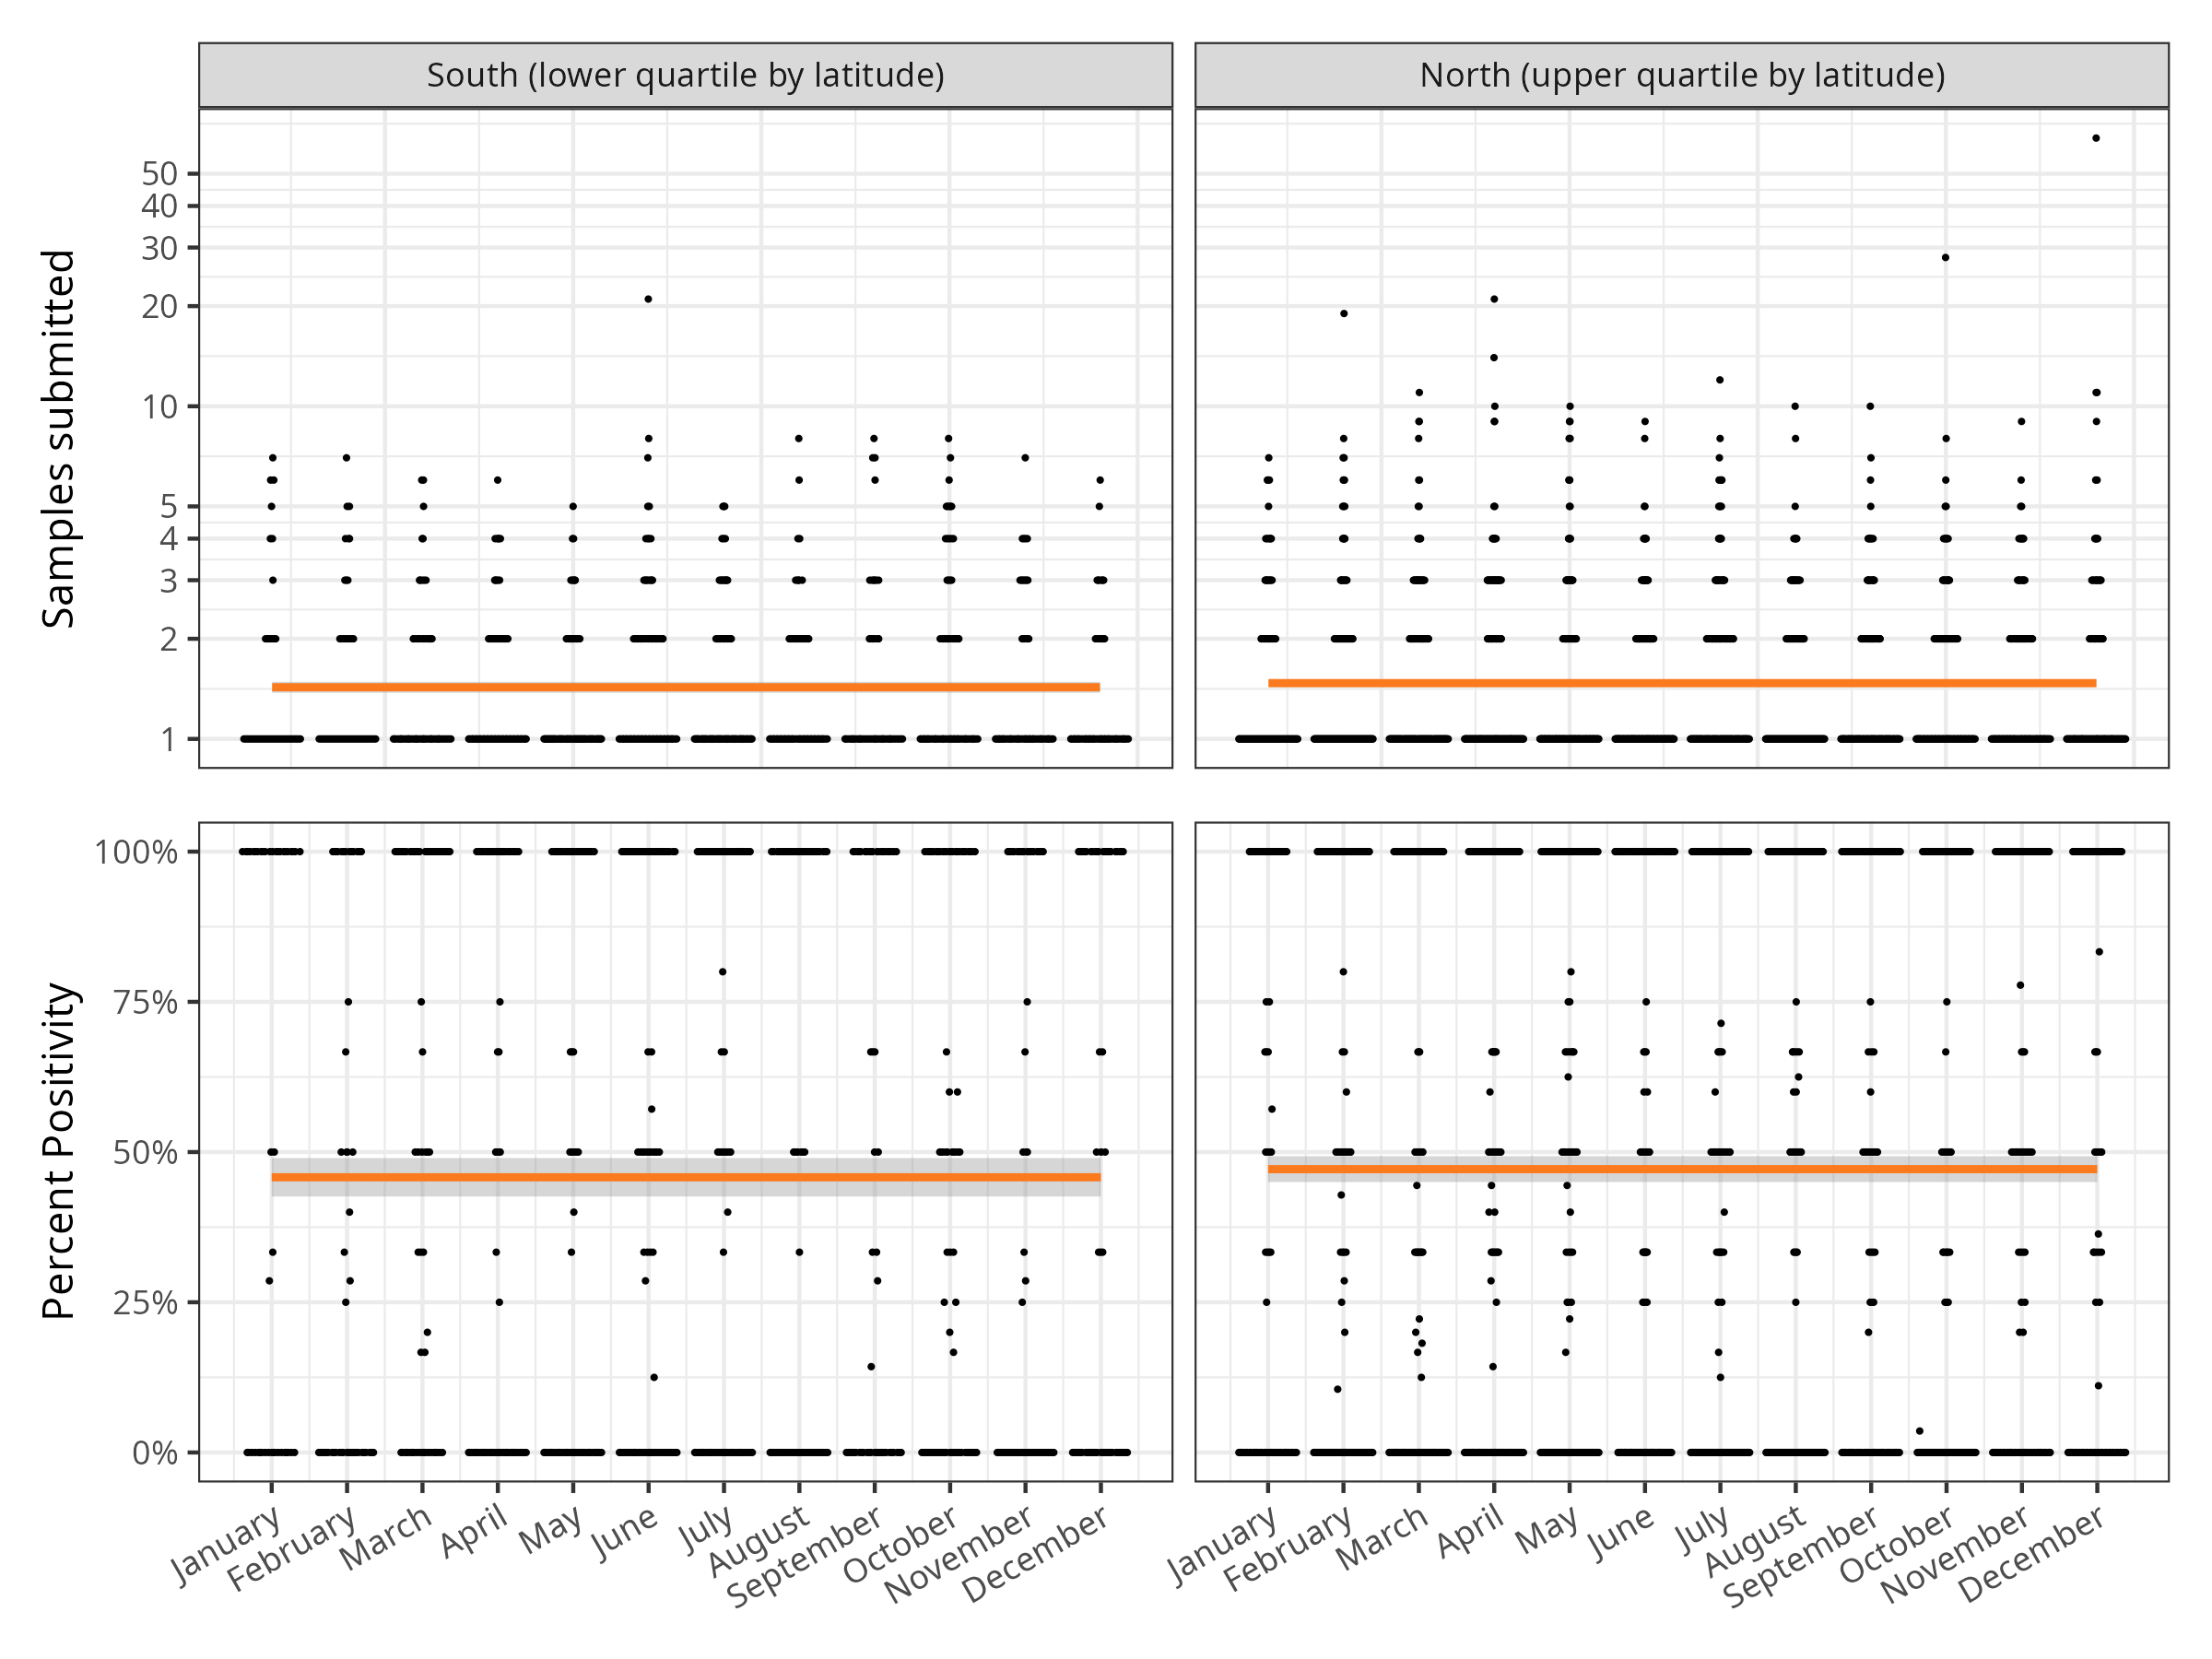 South (lower quartile by latitude)
North (upper quartile by latitude)
Samples submitted
50
40
30
20
10
5
4
3
2
1
Percent Positivity
100%
75%
50%
25%
0%
January
February
March
April
May
June
July
August
September
October
November
December
January
February
March
April
May
June
July
August
September
October
November
December